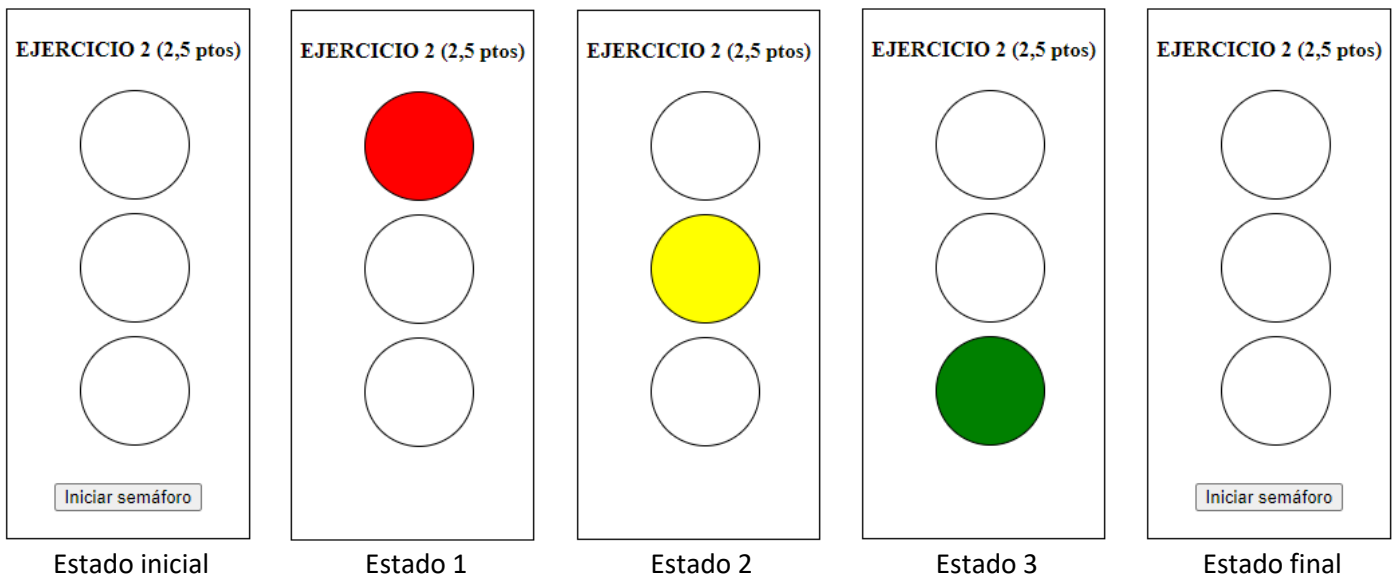 EJERCICIO 2 (2,5 ptos)
EJERCICIO 2 (2,5 ptos)
EJERCICIO 2 (2,5 ptos)
EJERCICIO 2 (2,5 ptos)
EJERCICIO 2 (2,5 ptos)
Iniciar semáforo
Iniciar semáforo
Estado inicial
Estado 1
Estado 2
Estado 3
Estado final